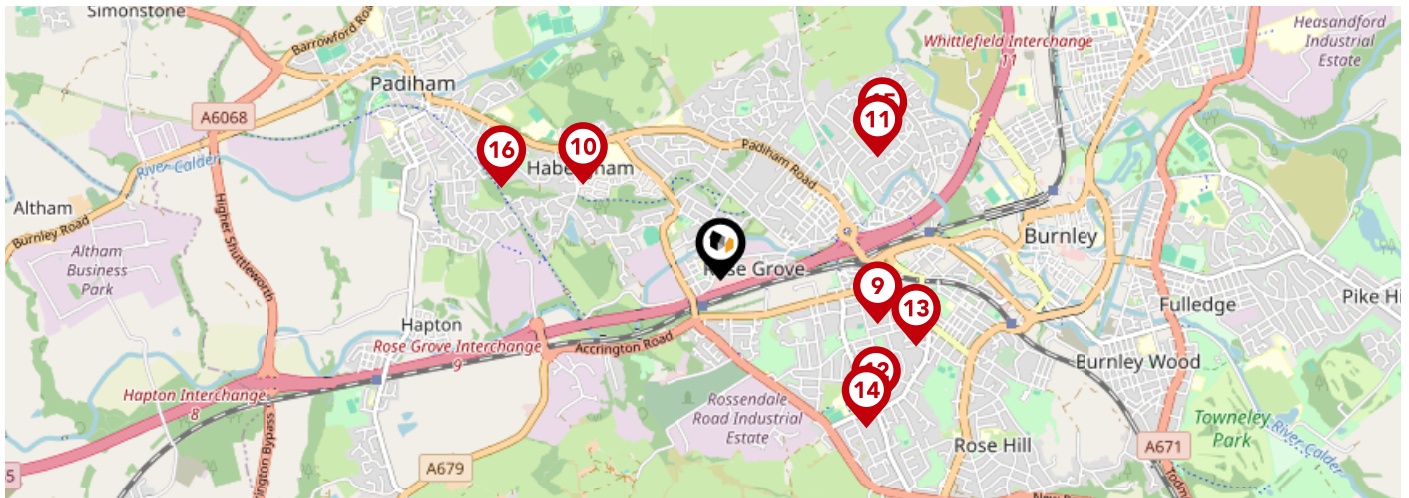 Simonstone
Barrowford Road
Padiham
A6068
River Calder
Altham
Burnley Road
Altham
Business
Park
Higher Shuttleworth
16
10
Padiham Road
11
Whittlefield Interchange
11
Heasandford
Industrial
Estate
Burnley
Rose Grove
9
13
Fulledge
Pike
Hapton
Rose Grove Interchange
9
Accrington Road
Burnley Wood
Hapton Interchange
8
14
Rossendale
Road Industrial
Estate
Towneley
Park
River Calder
Rose Hill
A679
A671
5